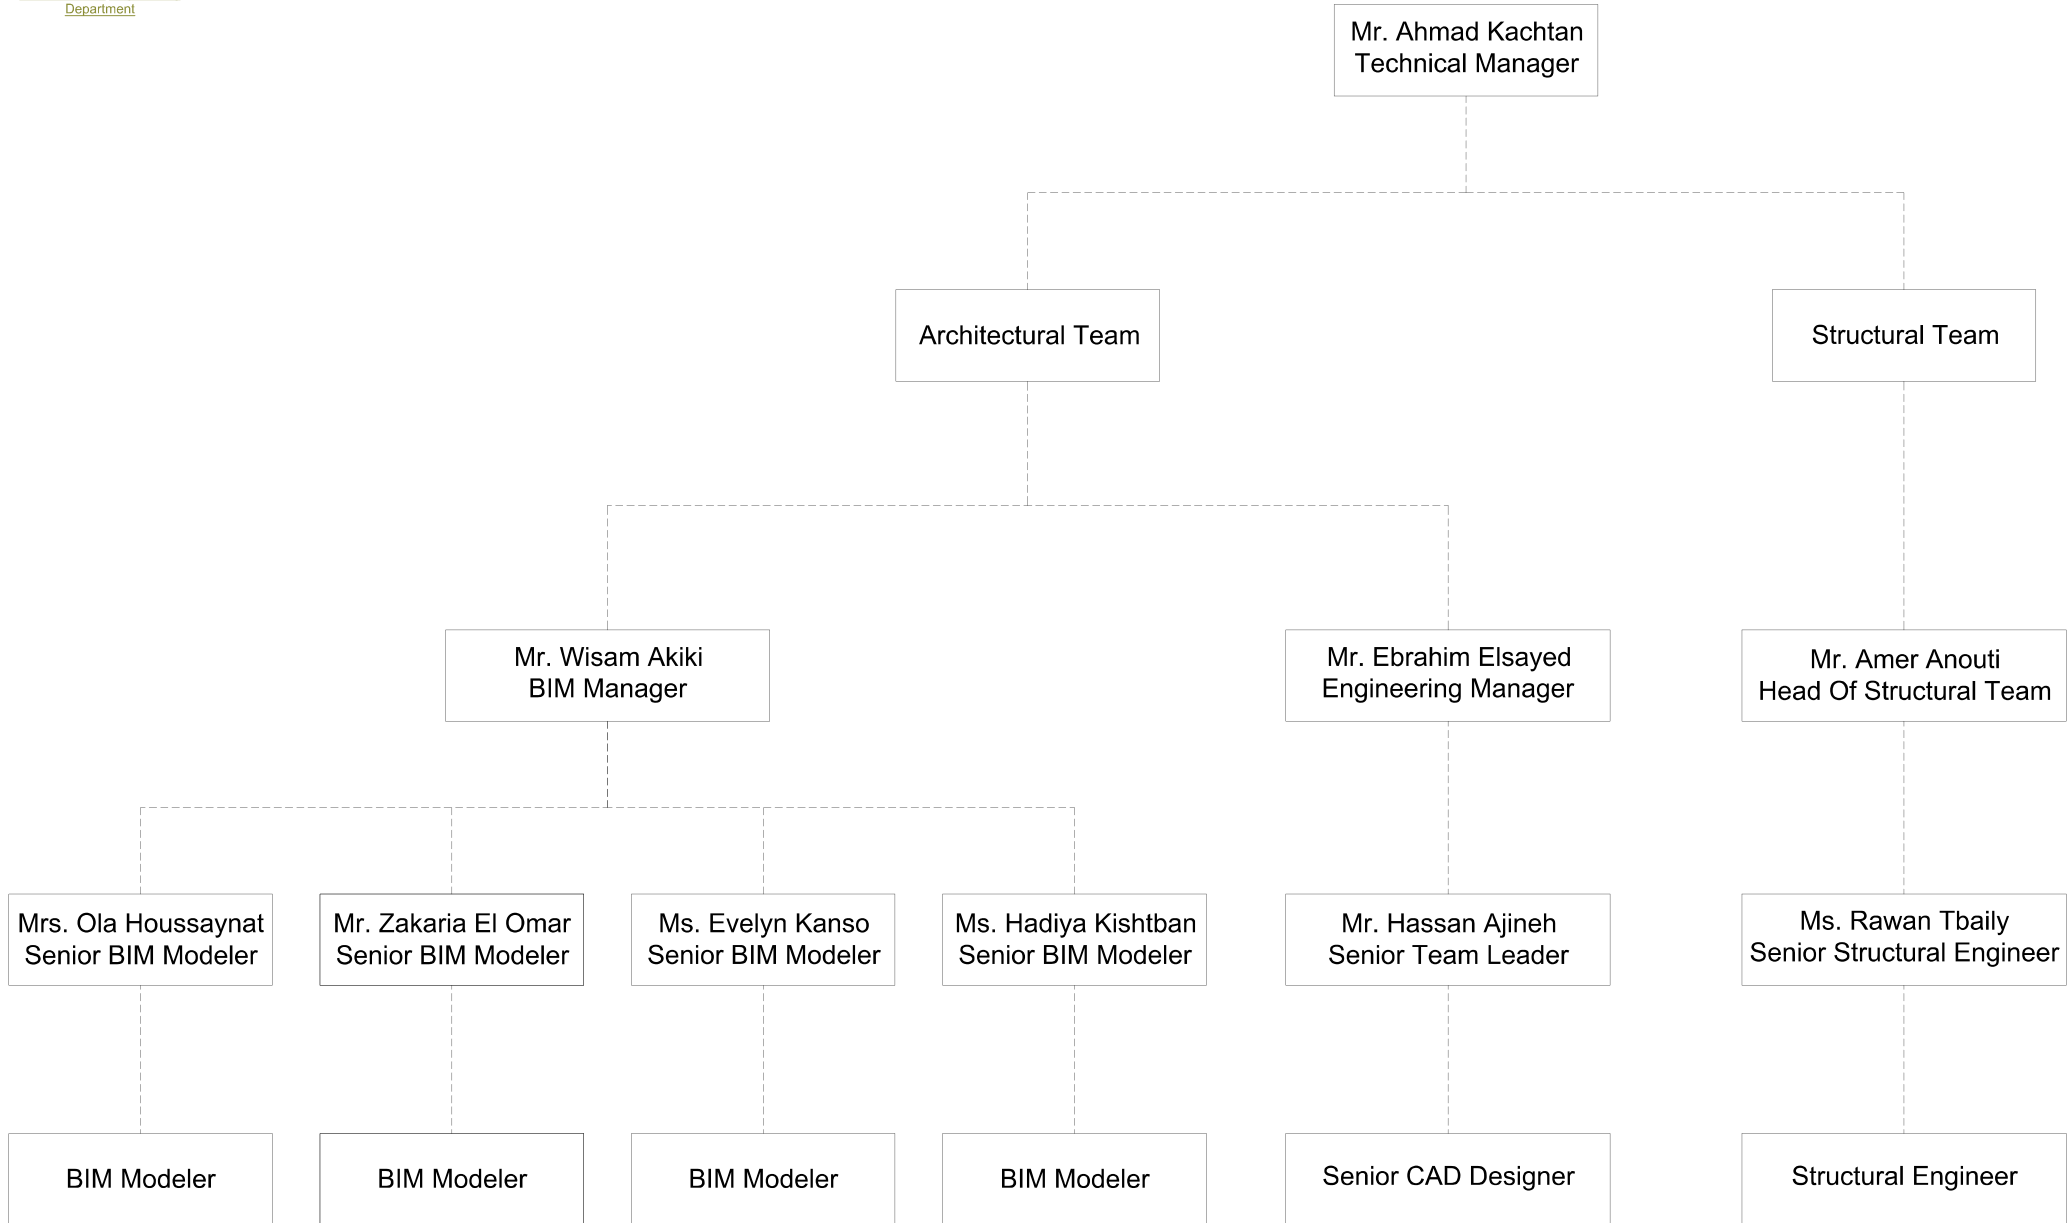 Department
Mr. Ahmad Kachtan
Technical Manager
Architectural Team
Structural Team
Mr. Wisam Akiki
BIM Manager
Mr. Ebrahim Elsayed
Engineering Manager
Mr. Amer Anouti
Head Of Structural Team
Mrs. Ola Houssaynat
Senior BIM Modeler
Mr. Zakaria El Omar
Senior BIM Modeler
Ms. Evelyn Kanso
Senior BIM Modeler
Ms. Hadiya Kishtban
Senior BIM Modeler
Mr. Hassan Ajineh
Senior Team Leader
Ms. Rawan Tbaily
Senior Structural Engineer
BIM Modeler
BIM Modeler
BIM Modeler
BIM Modeler
Senior CAD Designer
Structural Engineer